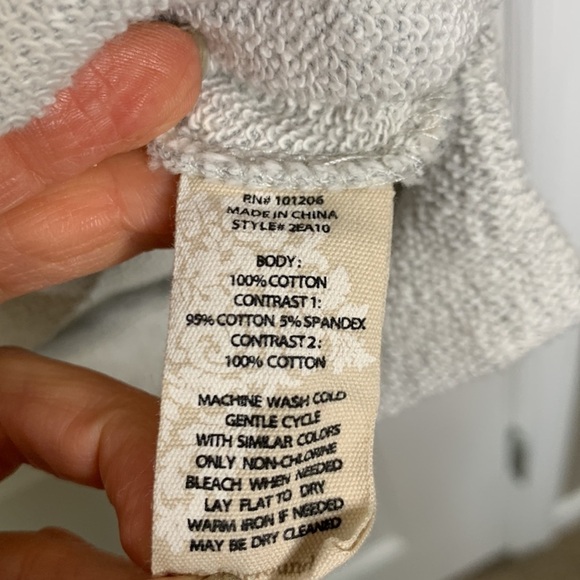 RN# 101206
MADE IN CHINA
STYLE# 2EA10
BODY:
100% COTTON
CONTRAST 1:
95% COTTON 5% SPANDEX
CONTRAST 2:
100% COTTON
MACHINE WASH COLD
GENTLE CYCLE
WITH SIMILAR COLORS
ONLY NON-CHLORINE
BLEACH WHEN NEEDED
LAY FLAT TO DRY
WARM IRON IF NEEDED
MAY BE DRY CLEANED